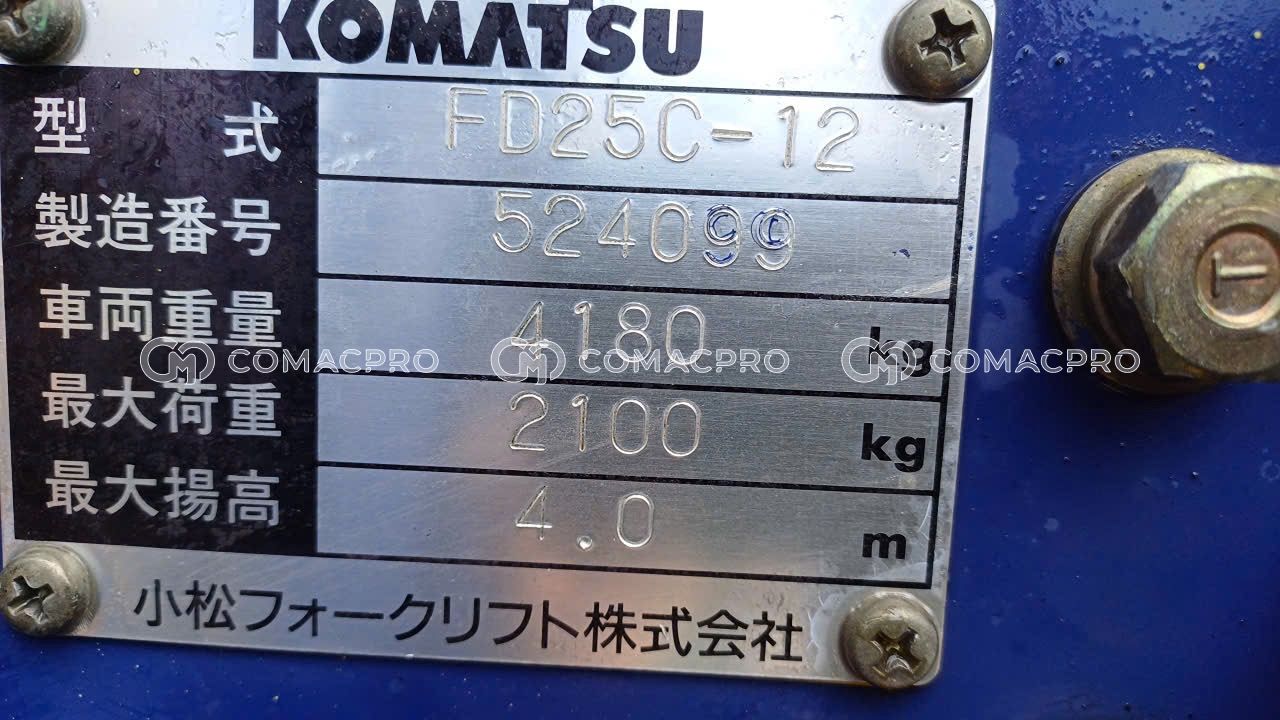 KOMATSU
型式 FD25C-12
製造番号 524099
車両重量 4180 kg
COMACPRO COMACPRO COMACPRO
最大荷重 2100 kg
最大揚高 4.0 m
小松フォークリフト株式会社